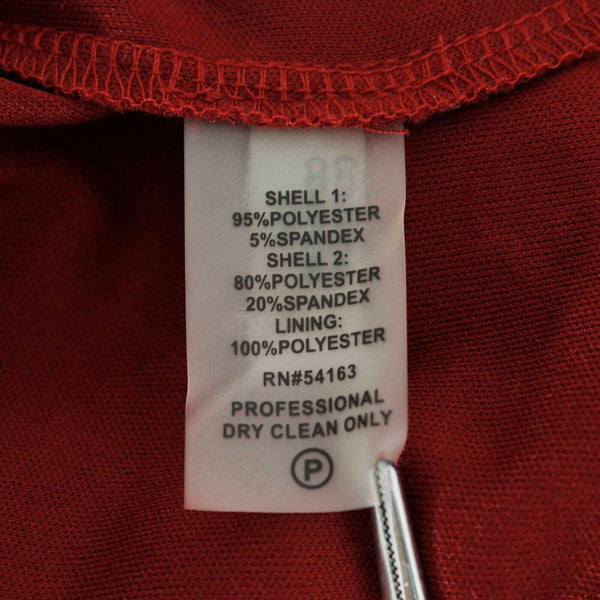 SHELL 1:
95%POLYESTER
5%SPANDEX
SHELL 2:
80%POLYESTER
20%SPANDEX
LINING:
100%POLYESTER
RN#54163
PROFESSIONAL
DRY CLEAN ONLY
P